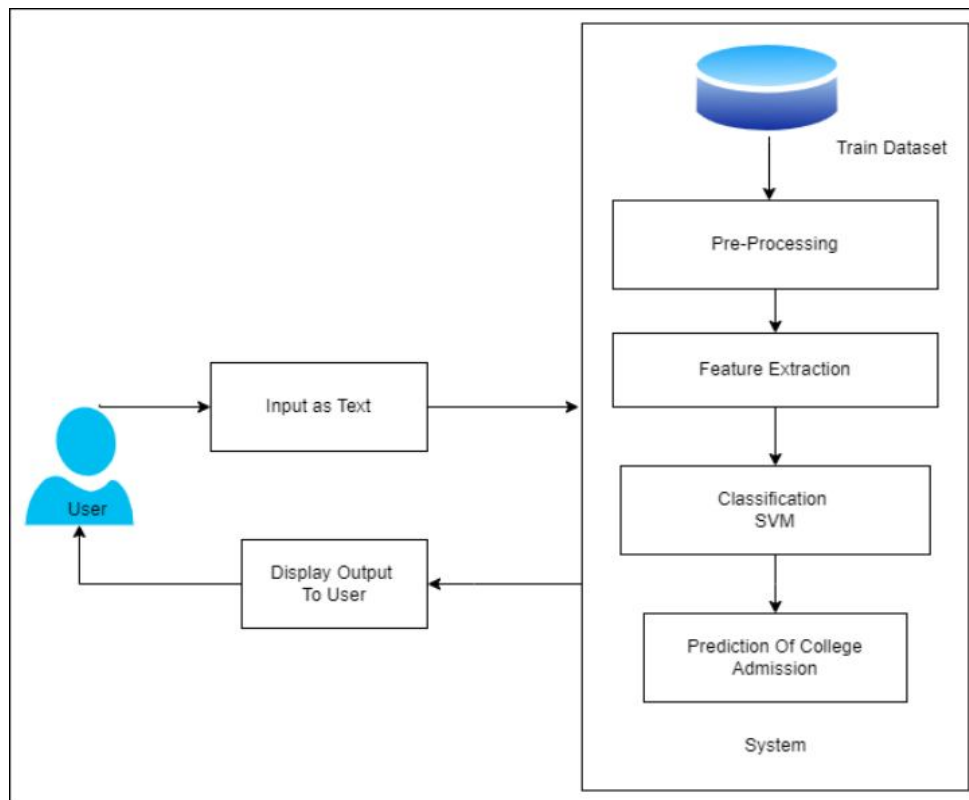 Train Dataset
Pre-Processing
Feature Extraction
Input as Text
User
Classification
SVM
Display Output
To User
Prediction Of College
Admission
System